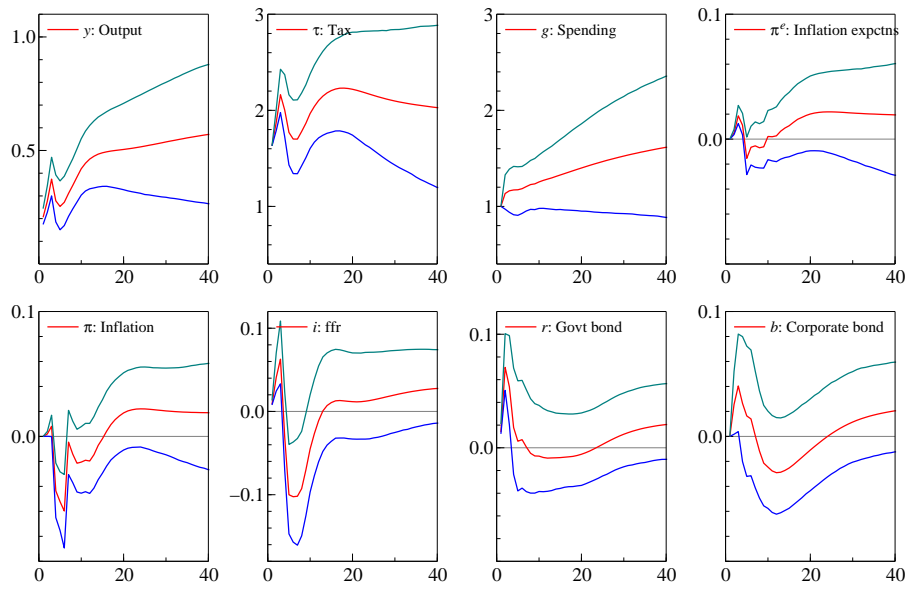 y: Output
1.0
0.5
0 20 40
τ: Tax
3
2
1
0 20 40
g: Spending
3
2
1
0 20 40
πᵉ: Inflation expctns
0.1
0.0
0 20 40
π: Inflation
0.1
0.0
0 20 40
i: ffr
0.1
0.0
−0.1
0 20 40
r: Govt bond
0.1
0.0
0 20 40
b: Corporate bond
0.1
0.0
0 20 40